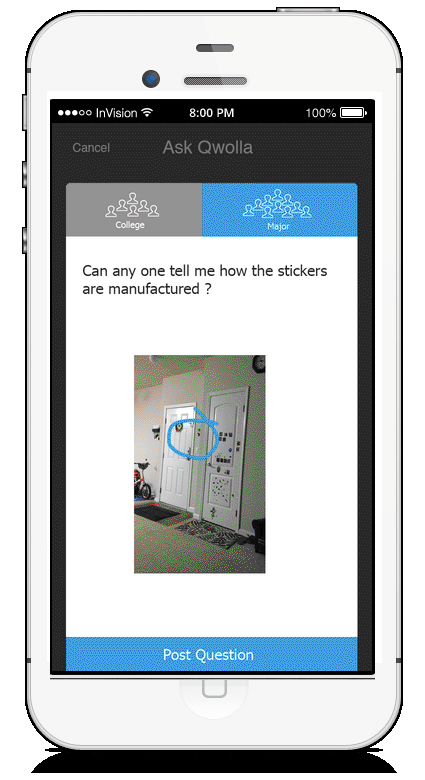 InVision 8:00 PM 100%
Cancel Ask Qwolla
College Major
Can any one tell me how the stickers
are manufactured ?
Post Question